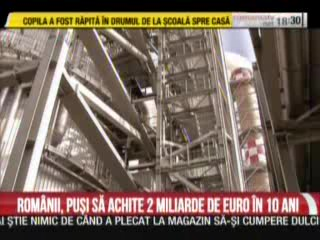 COPILA A FOST RĂPITĂ ÎN DRUMUL DE LA ȘCOALĂ SPRE CASĂ
18:30
ROMÂNII, PUȘI SĂ ACHITE 2 MILIARDE DE EURO ÎN 10 ANI
AI ȘTIE NIMIC DE CÂND A PLECAT LA MAGAZIN SĂ-ȘI CUMPERE DULCI